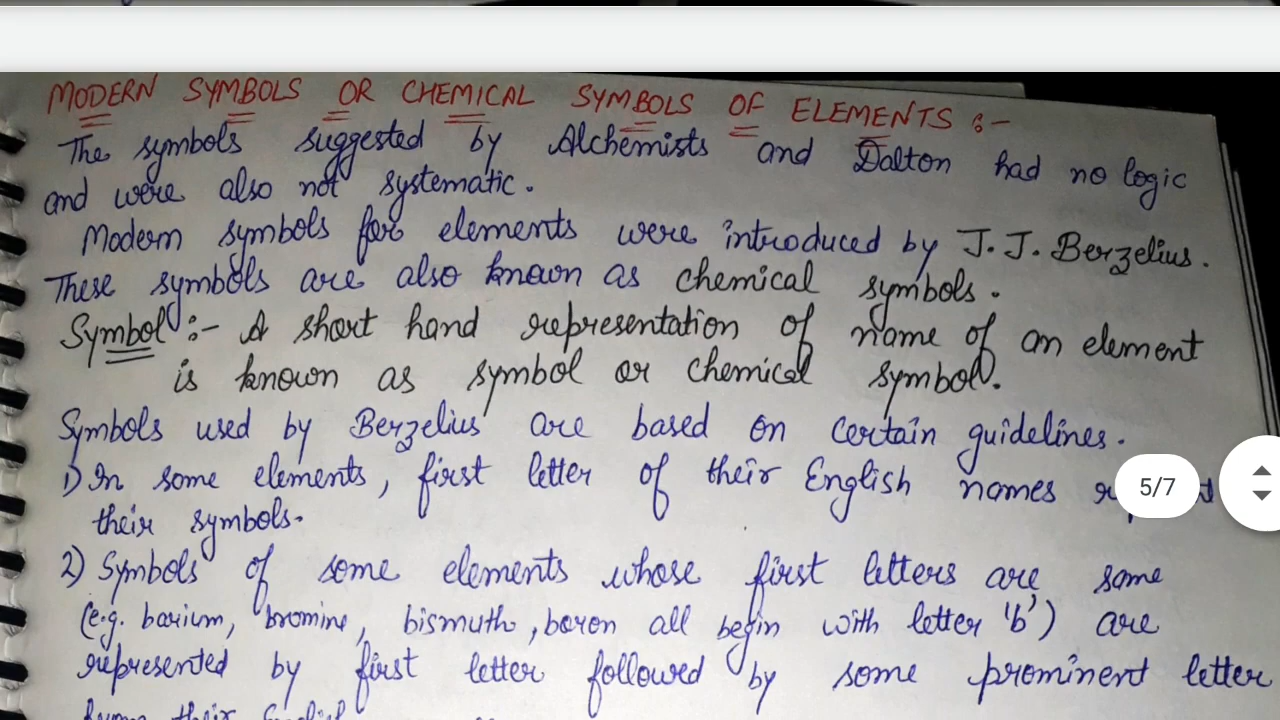 MODERN SYMBOLS OR CHEMICAL SYMBOLS OF ELEMENTS :-
The symbols suggested by Alchemists and Dalton had no logic
and were also not systematic.
Modern symbols for elements were introduced by J. J. Berzelius.
These symbols are also known as chemical symbols.
Symbol :- A short hand representation of name of an element
is known as symbol or chemical symbol.
Symbols used by Berzelius are based on certain guidelines.
1) In some elements, first letter of their English names
5/7
their symbols.
2) Symbols of some elements whose first letters are same
(e.g. barium, bromine, bismuth, boron all begin with letter 'b') are
represented by first letter followed by some prominent letter
from their English